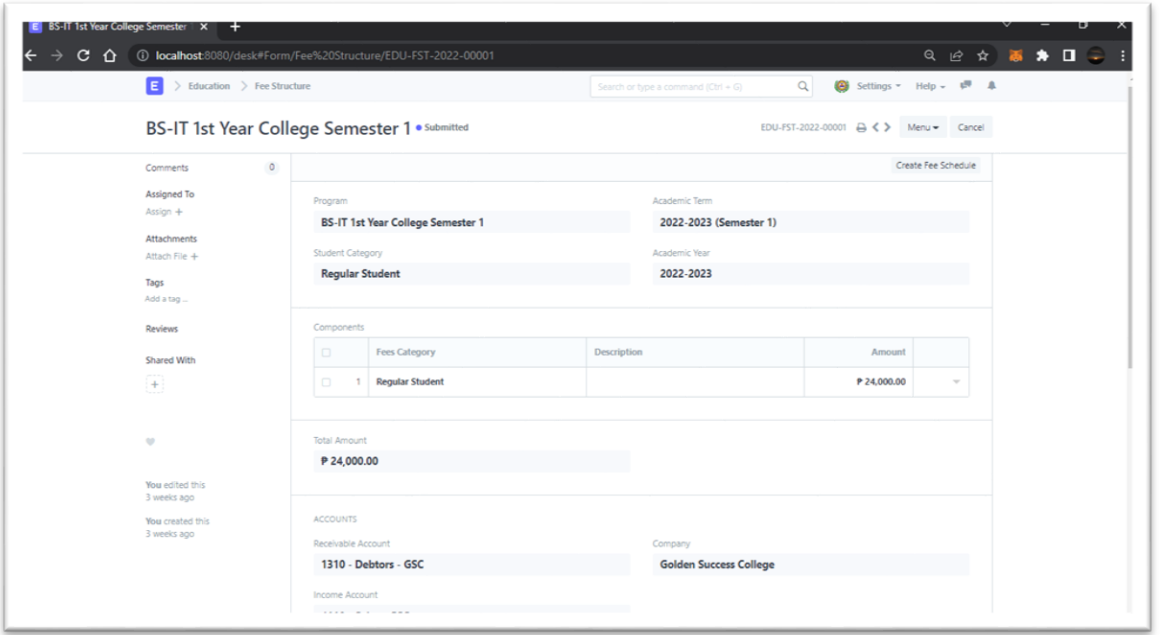 E BS-IT 1st Year College Semester × +
localhost:8080/desk#Form/Fee%20Structure/EDU-FST-2022-00001
E > Education > Fee Structure Search or type a command (Ctrl + G) Settings Help
BS-IT 1st Year College Semester 1 Submitted EDU-FST-2022-00001 Menu Cancel
Comments 0
Create Fee Schedule
Assigned To
Assign +
Attachments
Attach File +
Tags
Add a tag ...
Reviews
Shared With
+
You edited this
3 weeks ago
You created this
3 weeks ago
Program Academic Term
BS-IT 1st Year College Semester 1 2022-2023 (Semester 1)
Student Category Academic Year
Regular Student 2022-2023
Components
Fees Category Description Amount
1 Regular Student ₱ 24,000.00
Total Amount
₱ 24,000.00
ACCOUNTS
Receivable Account Company
1310 - Debtors - GSC Golden Success College
Income Account